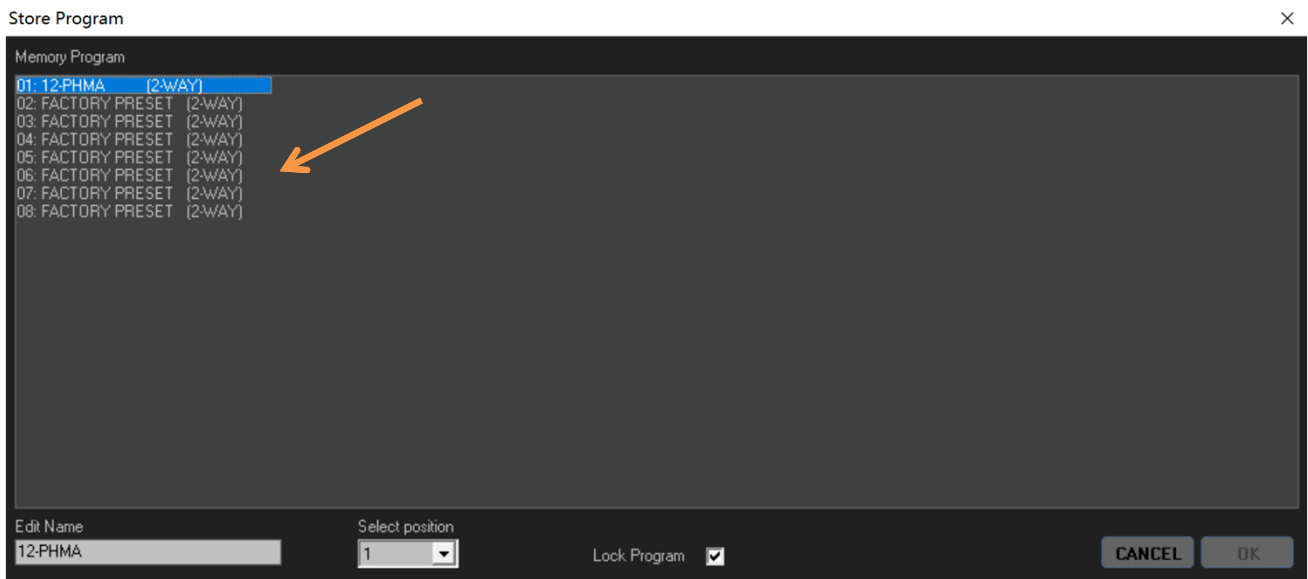 Store Program
Memory Program
01: 12-PHMA (2-WAY)
02: FACTORY PRESET (2-WAY)
03: FACTORY PRESET (2-WAY)
04: FACTORY PRESET (2-WAY)
05: FACTORY PRESET (2-WAY)
06: FACTORY PRESET (2-WAY)
07: FACTORY PRESET (2-WAY)
08: FACTORY PRESET (2-WAY)
Edit Name
Select position
12-PHMA
1
Lock Program
CANCEL
OK